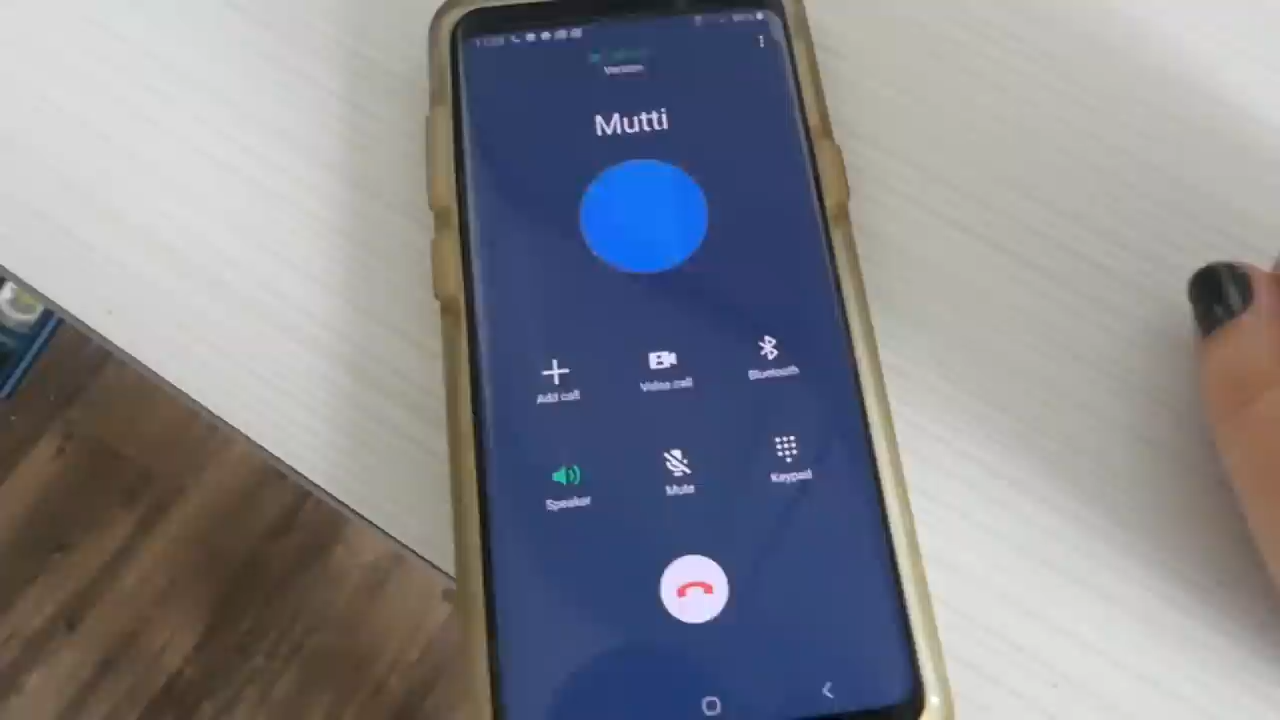 Verizon
Mutti
Add call
Video call
Bluetooth
Speaker
Mute
Keypad